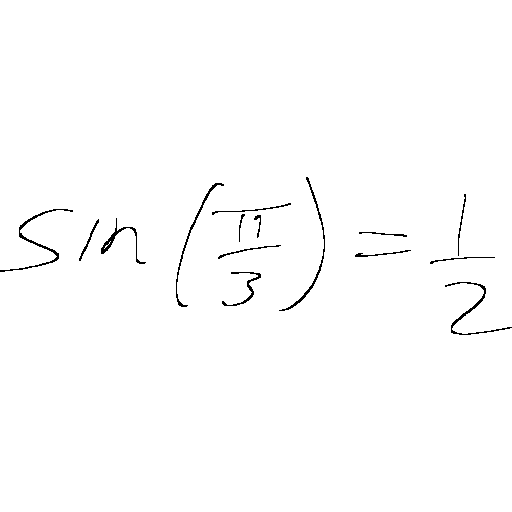 sin(π/3) = 1/2